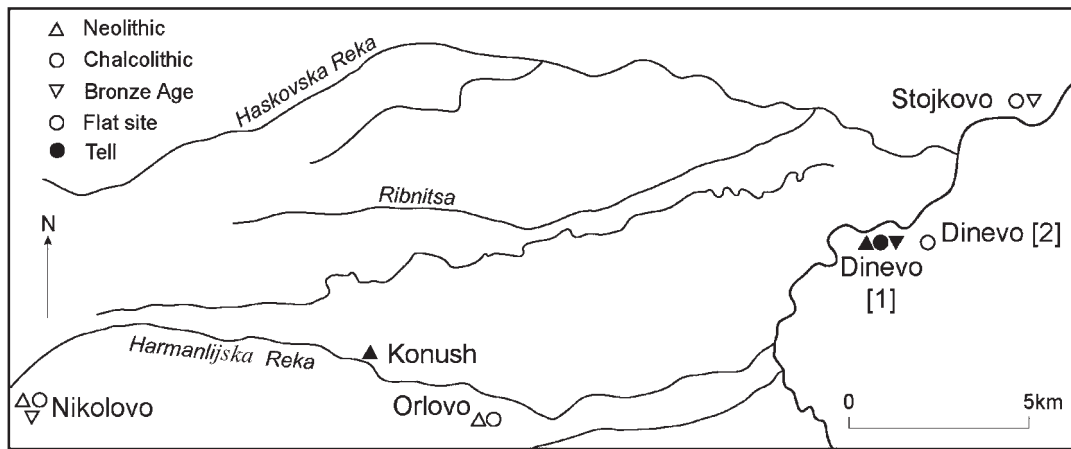 Neolithic
Chalcolithic
Bronze Age
Flat site
Tell
Haskovska Reka
Stojkovo
N
Ribnitsa
Dinevo [2]
Dinevo
[1]
Harmanlijska Reka
Konush
Nikolovo
Orlovo
0 5km